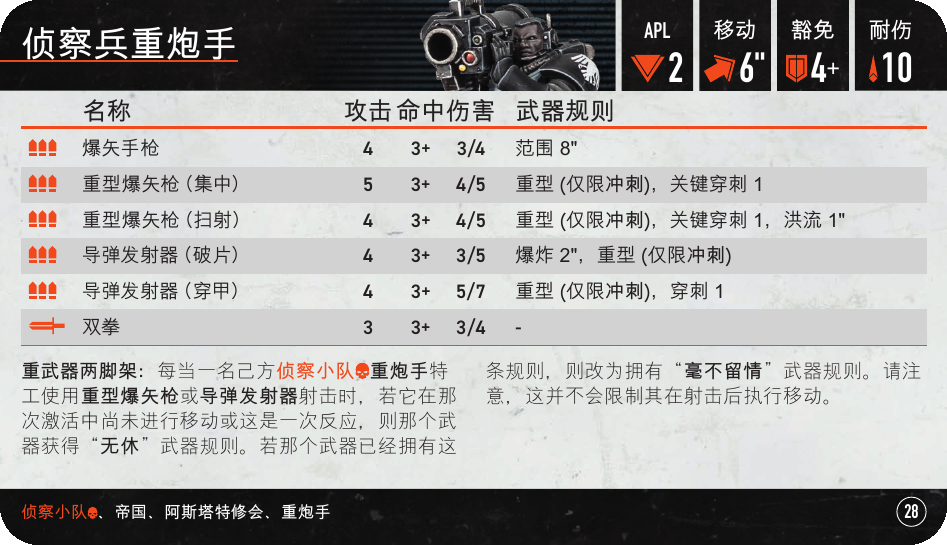 侦察兵重炮手
APL 移动 豁免 耐伤
2 6" 4+ 10
名称 攻击 命中 伤害 武器规则
爆矢手枪 4 3+ 3/4 范围 8"
重型爆矢枪（集中） 5 3+ 4/5 重型 (仅限冲刺)，关键穿刺 1
重型爆矢枪（扫射） 4 3+ 4/5 重型 (仅限冲刺)，关键穿刺 1，洪流 1"
导弹发射器（破片） 4 3+ 3/5 爆炸 2"，重型 (仅限冲刺)
导弹发射器（穿甲） 4 3+ 5/7 重型 (仅限冲刺)，穿刺 1
双拳 3 3+ 3/4 -
重武器两脚架：每当一名己方侦察小队重炮手特
工使用重型爆矢枪或导弹发射器射击时，若它在那
次激活中尚未进行移动或这是一次反应，则那个武
器获得“无休”武器规则。若那个武器已经拥有这
条规则，则改为拥有“毫不留情”武器规则。请注
意，这并不会限制其在射击后执行移动。
侦察小队、帝国、阿斯塔特修会、重炮手
28